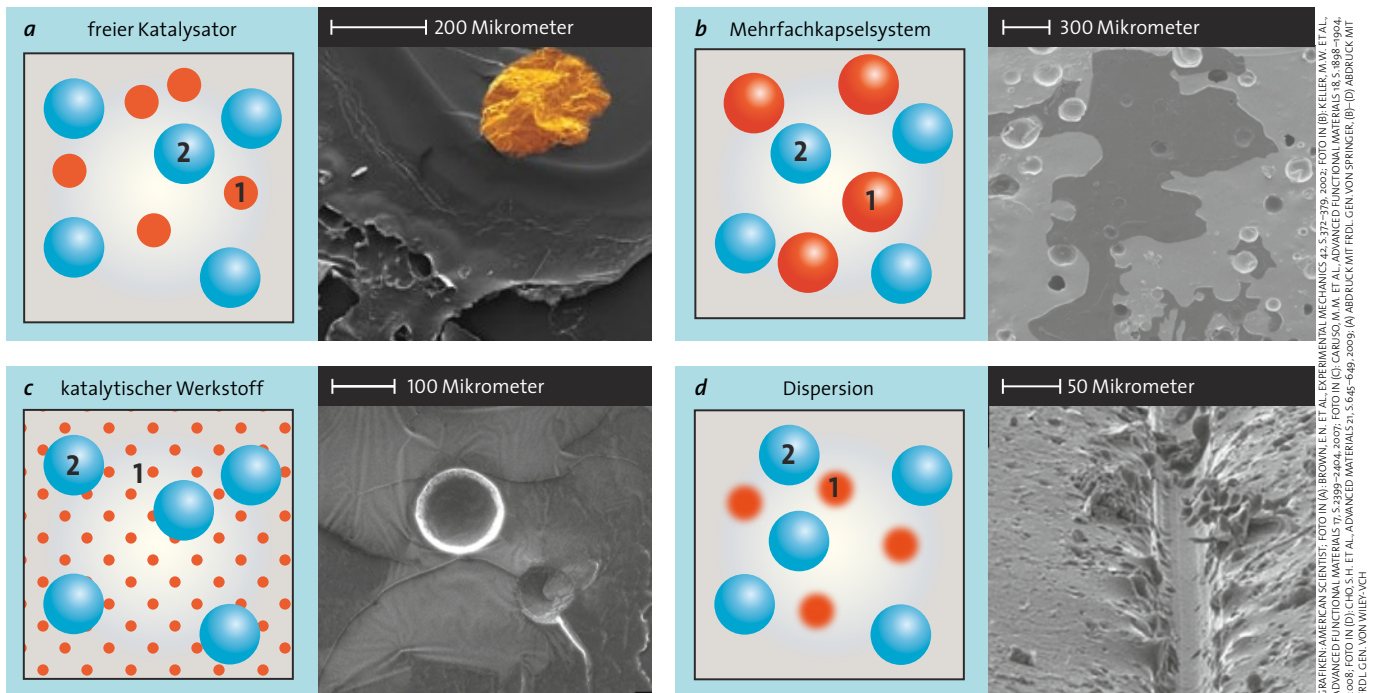 a freier Katalysator
200 Mikrometer
2
1
b Mehrfachkapselsystem
300 Mikrometer
2
1
c katalytischer Werkstoff
100 Mikrometer
2
1
d Dispersion
50 Mikrometer
2
1
GRAFIKEN: AMERICAN SCIENTIST; FOTO IN (A): BROWN, E.N. ET AL., EXPERIMENTAL MECHANICS 42, S.372–379, 2002; FOTO IN (B): KELLER, M.W. ET AL.,
ADVANCED FUNCTIONAL MATERIALS 17, S.2399–2404, 2007; FOTO IN (C): CARUSO, M.M. ET AL., ADVANCED FUNCTIONAL MATERIALS 18, S.1898–1904,
2008; FOTO IN (D): CHO, S.H. ET AL., ADVANCED MATERIALS 21, S.645–649, 2009; (A) ABDRUCK MIT FRDL. GEN. VON SPRINGER, (B)–(D) ABDRUCK MIT
FRDL. GEN. VON WILEY-VCH